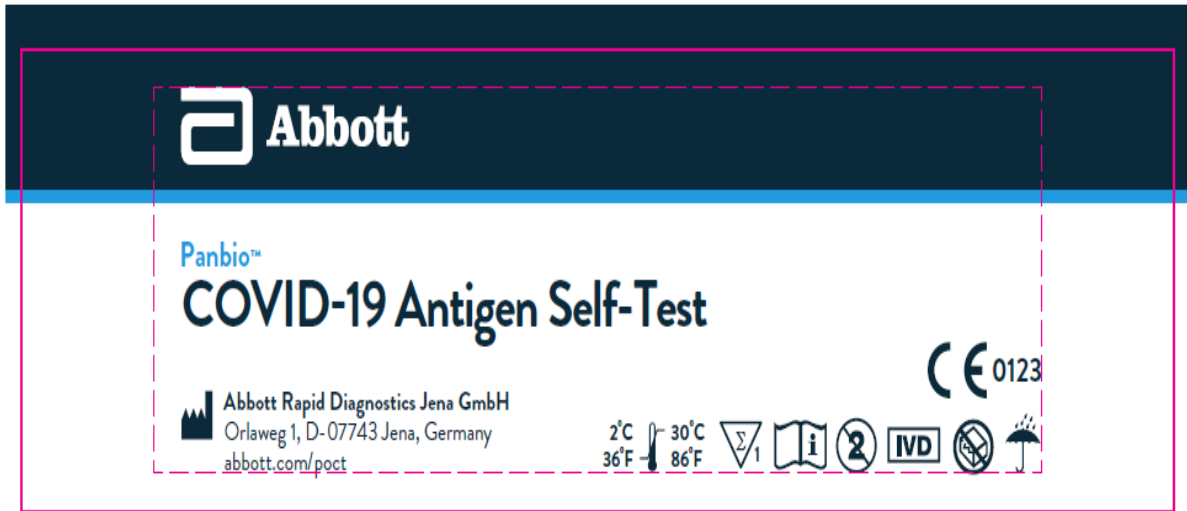 Abbott
Panbio™
COVID-19 Antigen Self-Test
CE 0123
Abbott Rapid Diagnostics Jena GmbH
Orlaweg 1, D-07743 Jena, Germany
abbott.com/poct
2°C 30°C
36°F 86°F
Σ 1
i
2
IVD